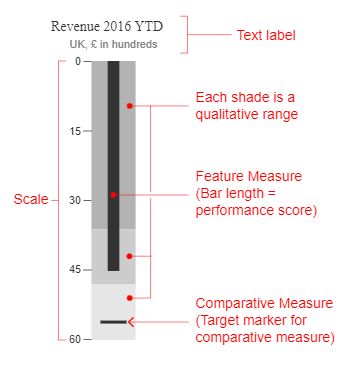 Revenue 2016 YTD
UK, £ in hundreds
Text label
0
15
30
45
60
Scale
Each shade is a
qualitative range
Feature Measure
(Bar length =
performance score)
Comparative Measure
(Target marker for
comparative measure)